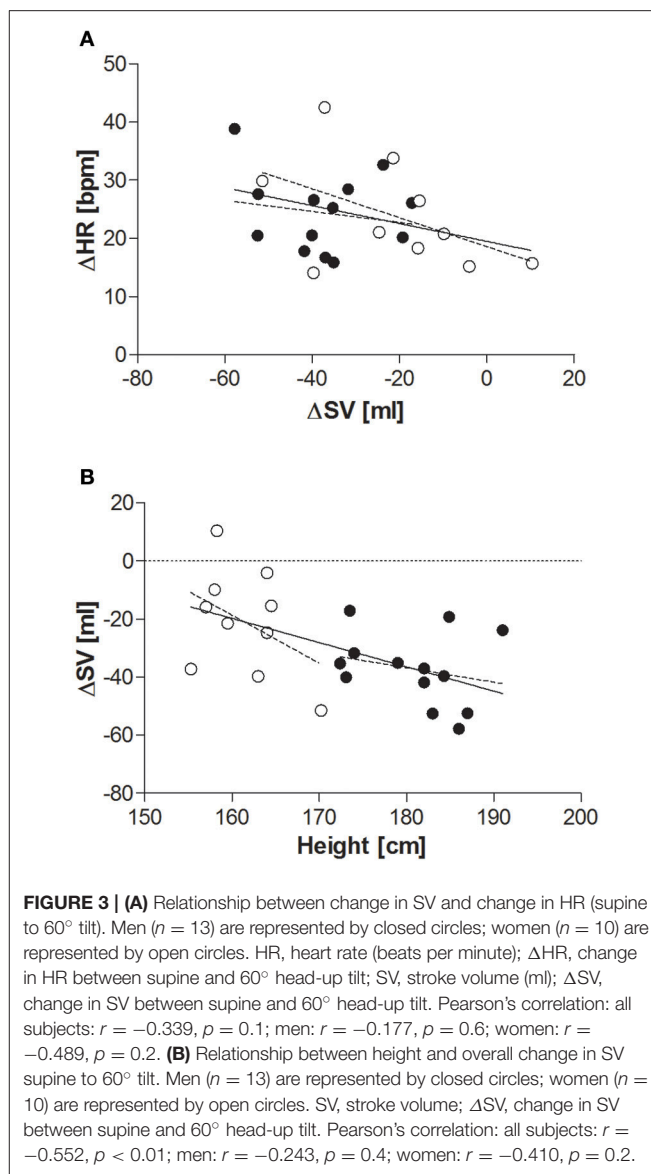 A
50
40
30
20
10
0
ΔHR [bpm]
-80 -60 -40 -20 0 20
ΔSV [ml]
B
20
0
-20
-40
-60
-80
ΔSV [ml]
150 160 170 180 190 200
Height [cm]
FIGURE 3 | (A) Relationship between change in SV and change in HR (supine
to 60° tilt). Men (n = 13) are represented by closed circles; women (n = 10) are
represented by open circles. HR, heart rate (beats per minute); ΔHR, change
in HR between supine and 60° head-up tilt; SV, stroke volume (ml); ΔSV,
change in SV between supine and 60° head-up tilt. Pearson's correlation: all
subjects: r = −0.339, p = 0.1; men: r = −0.177, p = 0.6; women: r =
−0.489, p = 0.2. (B) Relationship between height and overall change in SV
supine to 60° tilt. Men (n = 13) are represented by closed circles; women (n =
10) are represented by open circles. SV, stroke volume; ΔSV, change in SV
between supine and 60° head-up tilt. Pearson's correlation: all subjects: r =
−0.552, p < 0.01; men: r = −0.243, p = 0.4; women: r = −0.410, p = 0.2.